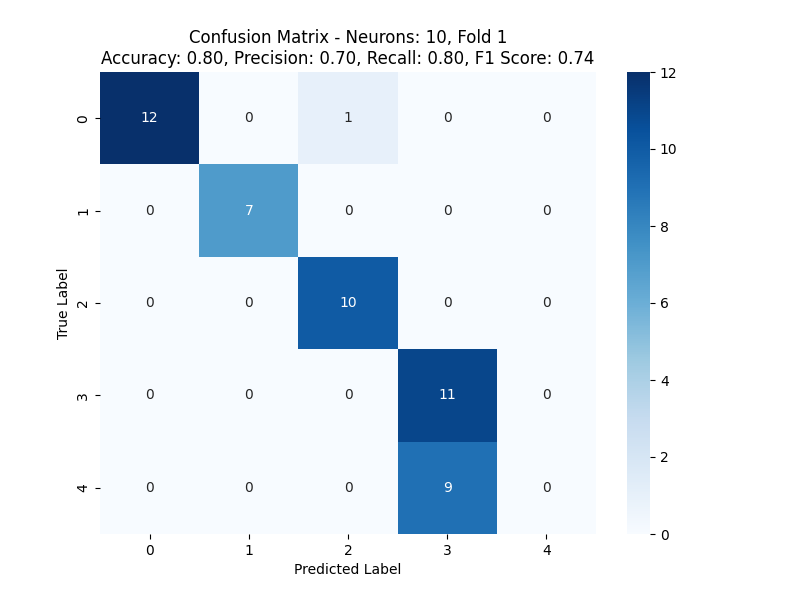 Confusion Matrix - Neurons: 10, Fold 1
Accuracy: 0.80, Precision: 0.70, Recall: 0.80, F1 Score: 0.74
True Label
0 12 0 1 0 0
1 0 7 0 0 0
2 0 0 10 0 0
3 0 0 0 11 0
4 0 0 0 9 0
0 1 2 3 4
Predicted Label
12
10
8
6
4
2
0